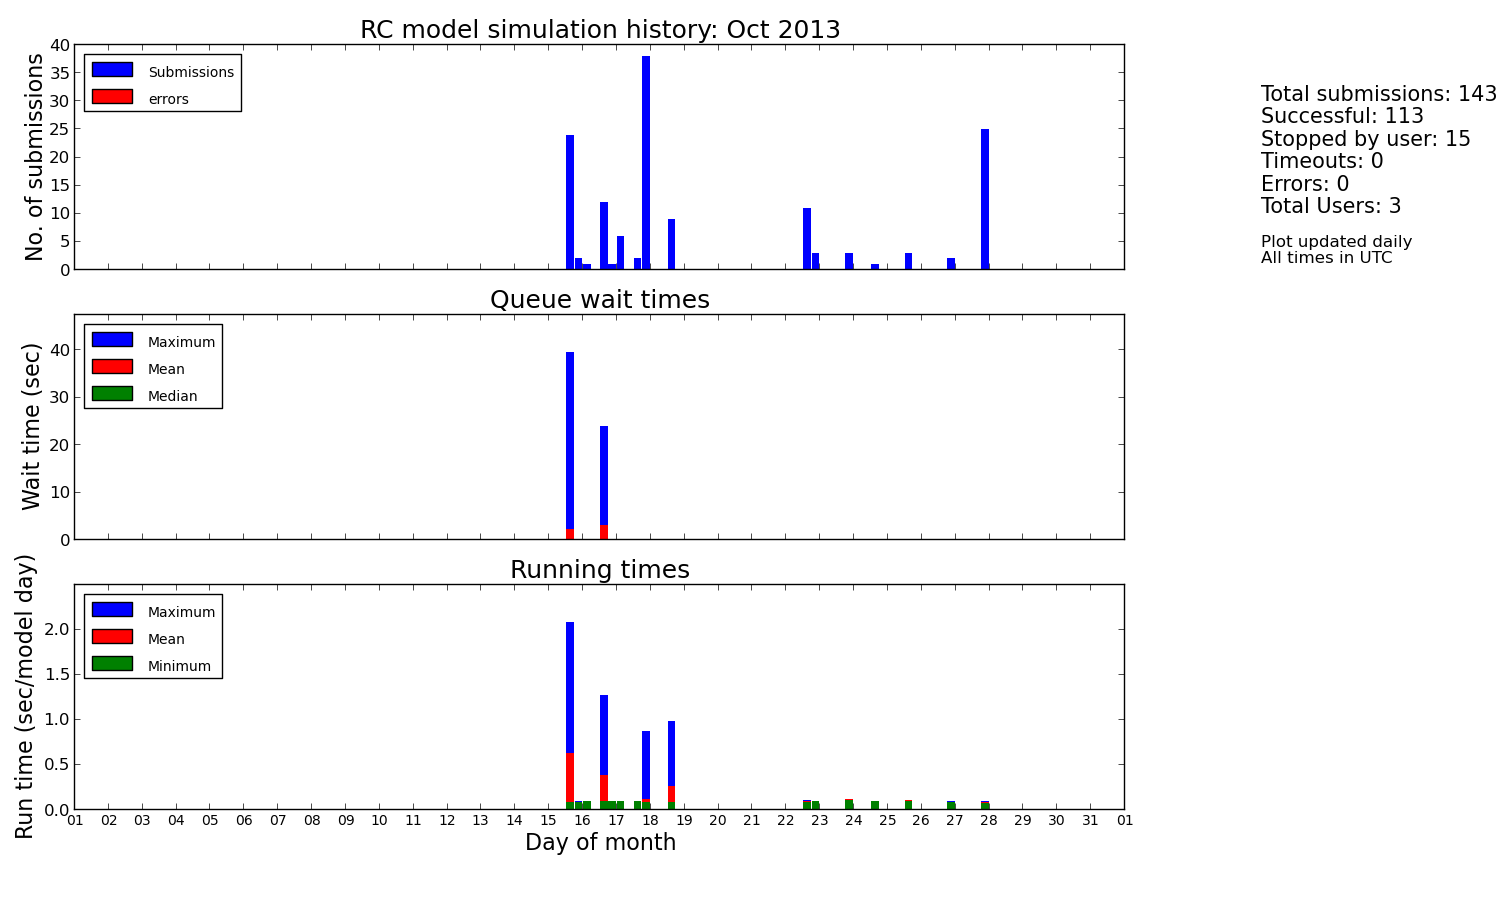 RC model simulation history: Oct 2013
No. of submissions
40
35
30
25
20
15
10
5
0
Submissions
errors
Total submissions: 143
Successful: 113
Stopped by user: 15
Timeouts: 0
Errors: 0
Total Users: 3
Plot updated daily
All times in UTC
Queue wait times
Wait time (sec)
40
30
20
10
0
Maximum
Mean
Median
Running times
Run time (sec/model day)
2.0
1.5
1.0
0.5
0.0
Maximum
Mean
Minimum
01 02 03 04 05 06 07 08 09 10 11 12 13 14 15 16 17 18 19 20 21 22 23 24 25 26 27 28 29 30 31 01
Day of month